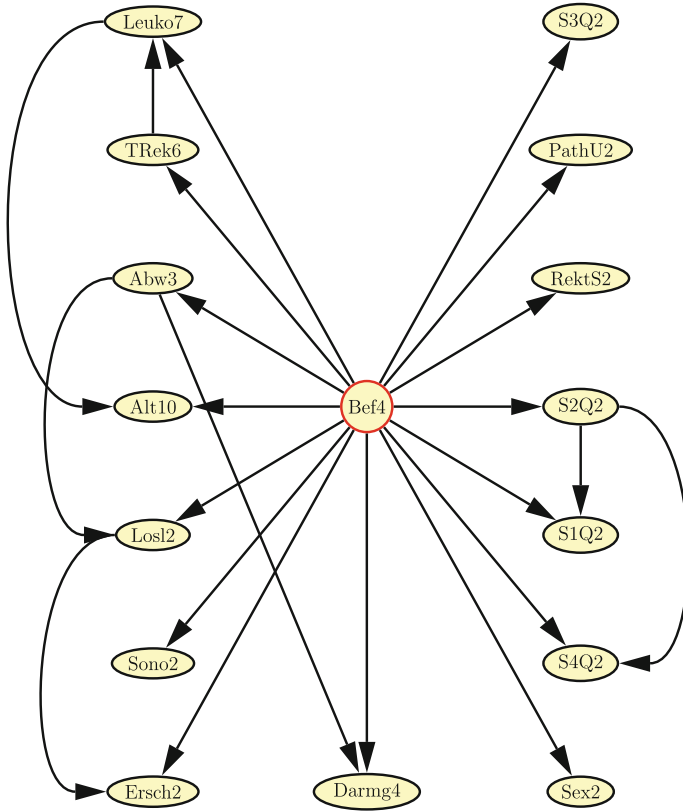 Leuko7
S3Q2
TRek6
PathU2
Abw3
RektS2
Alt10
Bef4
S2Q2
Losl2
S1Q2
Sono2
S4Q2
Ersch2
Darmg4
Sex2